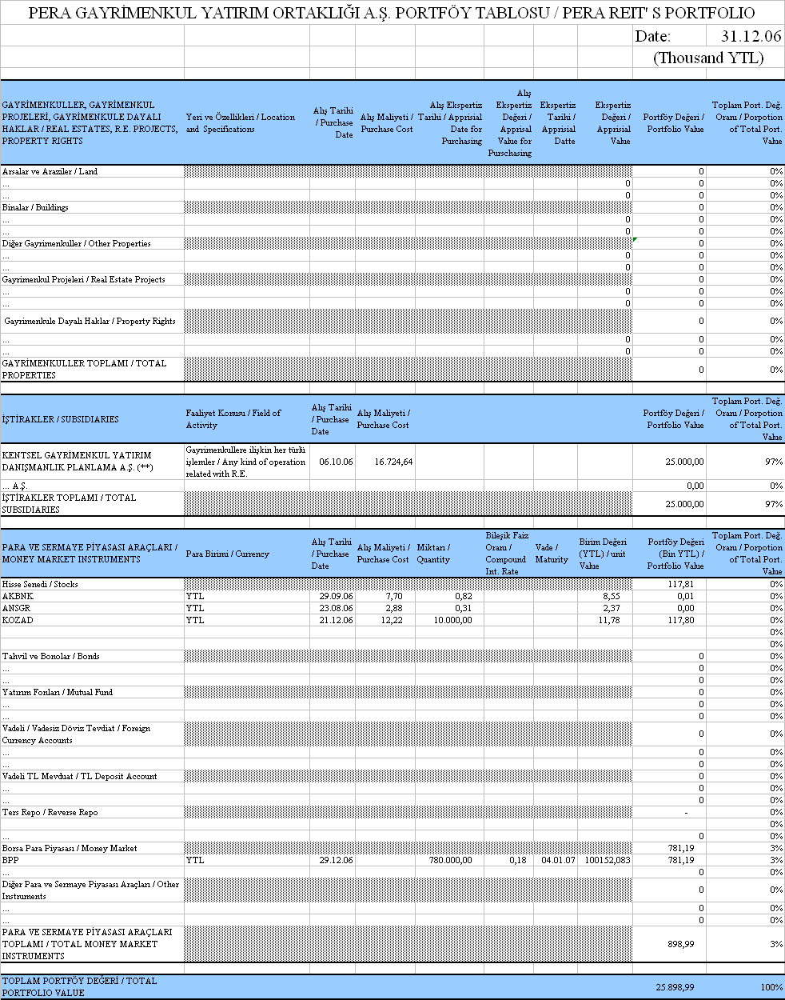 PERA GAYRİMENKUL YATIRIM ORTAKLIĞI A.Ş. PORTFÖY TABLOSU / PERA REIT' S PORTFOLIO
Date: 31.12.06
(Thousand YTL)
GAYRİMENKULLER, GAYRİMENKUL PROJELERİ, GAYRİMENKULE DAYALI HAKLAR / REAL ESTATES, R.E. PROJECTS, PROPERTY RIGHTS Yeri ve Özellikleri / Location and Specifications Alış Tarihi / Purchase Date Alış Maliyeti / Purchase Cost Alış Ekspertiz Tarihi / Apprisial Date for Purchasing Alış Ekspertiz Değeri / Apprisal Value for Purschasing Ekspertiz Tarihi / Apprisial Datte Ekspertiz Değeri / Apprisial Value Portföy Değeri / Portfolio Value Toplam Port. Değ. Oranı / Porpotion of Total Port. Value
Arsalar ve Araziler / Land 0 0%
... 0 0 0%
... 0 0 0%
Binalar / Buildings 0 0%
... 0 0 0%
... 0 0 0%
Diğer Gayrimenkuller / Other Properties 0 0%
... 0 0 0%
... 0 0 0%
Gayrimenkul Projeleri / Real Estate Projects 0 0%
... 0 0 0%
... 0 0 0%
Gayrimenkule Dayalı Haklar / Property Rights 0 0%
... 0 0 0%
... 0 0 0%
GAYRİMENKULLER TOPLAMI / TOTAL PROPERTIES 0 0%
İŞTİRAKLER / SUBSIDIARIES Faaliyet Konusu / Field of Activity Alış Tarihi / Purchase Date Alış Maliyeti / Purchase Cost Portföy Değeri / Portfolio Value Toplam Port. Değ. Oranı / Porpotion of Total Port. Value
KENTSEL GAYRİMENKUL YATIRIM DANIŞMANLIK PLANLAMA A.Ş. (**) Gayrimenkullere ilişkin her türlü işlemler / Any kind of operation related with R.E. 06.10.06 16.724,64 25.000,00 97%
... A.Ş. 0,00 0%
İŞTİRAKLER TOPLAMI / TOTAL SUBSIDIARIES 25.000,00 97%
PARA VE SERMAYE PİYASASI ARAÇLARI / MONEY MARKET INSTRUMENTS Para Birimi / Currency Alış Tarihi / Purchase Date Alış Maliyeti / Purchase Cost Miktarı / Quantity Bileşik Faiz Oranı / Compound Int. Rate Vade / Maturity Birim Değeri (YTL) / unit Value Portföy Değeri (Bin YTL) / Portfolio Value Toplam Port. Değ. Oranı / Porpotion of Total Port. Value
Hisse Senedi / Stocks 117,81 0%
AKBNK YTL 29.09.06 7,70 0,82 8,55 0,01 0%
ANSGR YTL 23.08.06 2,88 0,31 2,37 0,00 0%
KOZAD YTL 21.12.06 12,22 10.000,00 11,78 117,80 0%
0%
0%
Tahvil ve Bonolar / Bonds 0 0%
... 0 0%
... 0 0%
Yatırım Fonları / Mutual Fund 0 0%
... 0 0%
... 0 0%
Vadeli / Vadesiz Döviz Tevdiat / Foreign Currency Accounts 0 0%
... 0 0%
... 0 0%
Vadeli TL Mevduat / TL Deposit Account 0 0%
... 0 0%
... 0 0%
Ters Repo / Reverse Repo - 0%
0%
... 0 0%
Borsa Para Piyasası / Money Market 781,19 3%
BPP YTL 29.12.06 780.000,00 0,18 04.01.07 100152,083 781,19 3%
... 0 0%
Diğer Para ve Sermaye Piyasası Araçları / Other Instruments 0 0%
... 0 0%
... 0 0%
PARA VE SERMAYE PİYASASI ARAÇLARI TOPLAMI / TOTAL MONEY MARKET INSTRUMENTS 898,99 3%
TOPLAM PORTFÖY DEĞERİ / TOTAL PORTFOLIO VALUE 25.898,99 100%